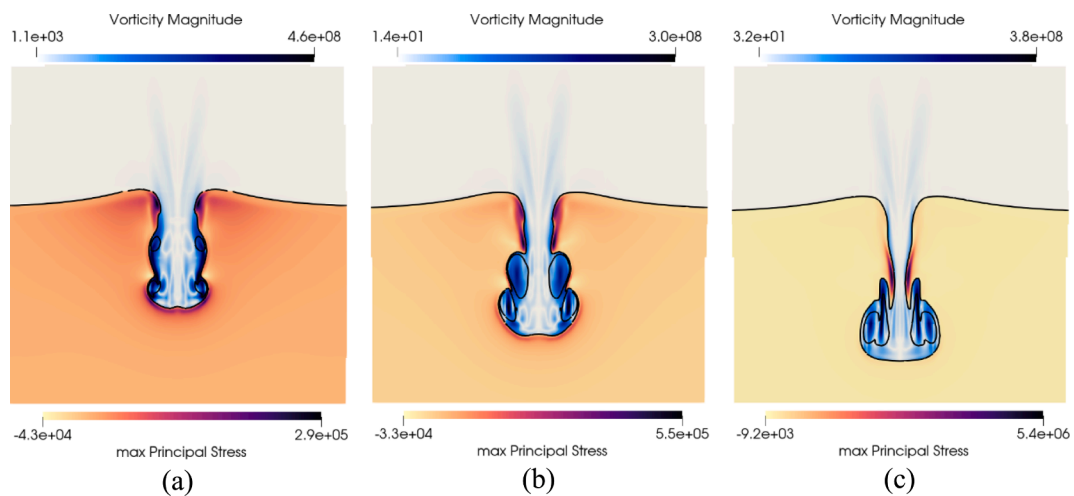 Vorticity Magnitude
1.1e+03 4.6e+08
Vorticity Magnitude
1.4e+01 3.0e+08
Vorticity Magnitude
3.2e+01 3.8e+08
-4.3e+04 2.9e+05
max Principal Stress
(a)
-3.3e+04 5.5e+05
max Principal Stress
(b)
-9.2e+03 5.4e+06
max Principal Stress
(c)